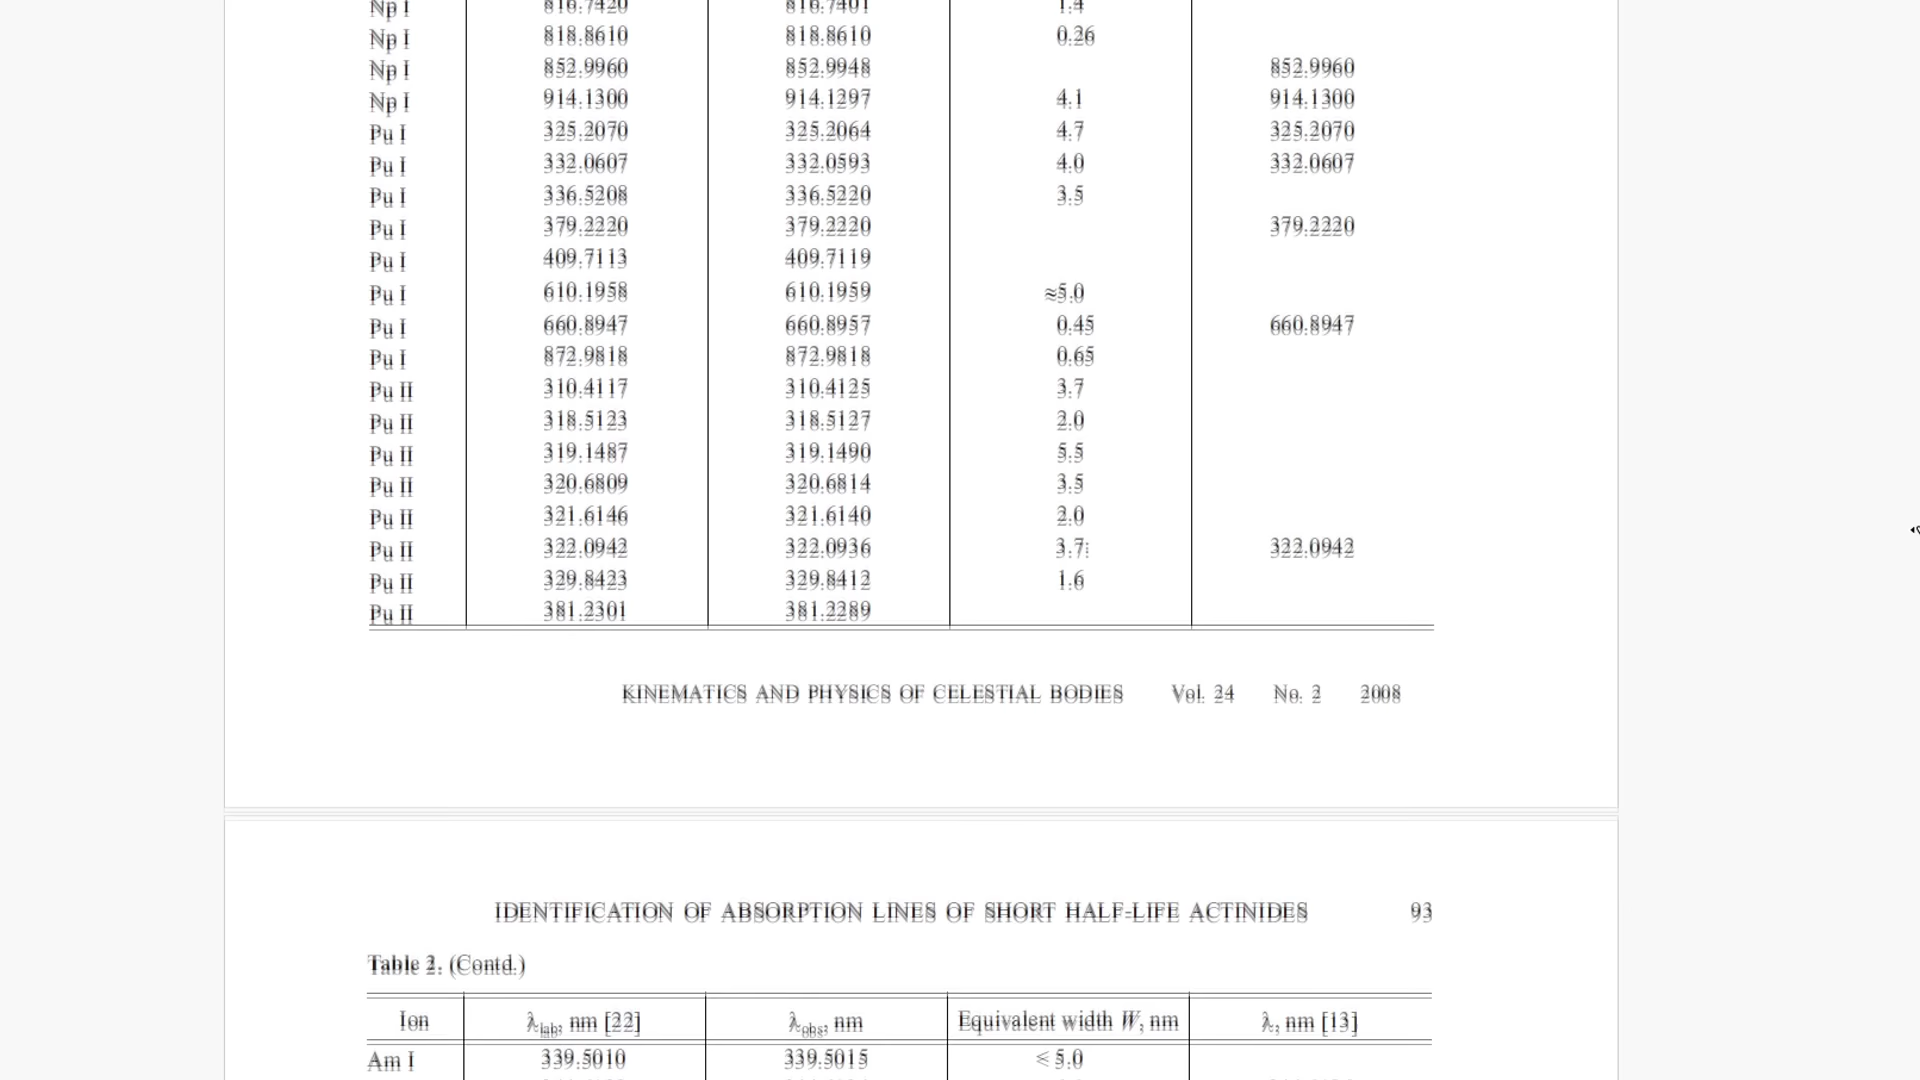 Np I 816.7420 816.7401 1.4
Np I 818.8610 818.8610 0.26
Np I 852.9960 852.9948 852.9960
Np I 914.1300 914.1297 4.1 914.1300
Pu I 325.2070 325.2064 4.7 325.2070
Pu I 332.0607 332.0593 4.0 332.0607
Pu I 336.5208 336.5220 3.5
Pu I 379.2220 379.2220 379.2220
Pu I 409.7113 409.7119
Pu I 610.1958 610.1959 ≈5.0
Pu I 660.8947 660.8957 0.45 660.8947
Pu I 872.9818 872.9818 0.65
Pu II 310.4117 310.4125 3.7
Pu II 318.5123 318.5127 2.0
Pu II 319.1487 319.1490 5.5
Pu II 320.6809 320.6814 3.5
Pu II 321.6146 321.6140 2.0
Pu II 322.0942 322.0936 3.7: 322.0942
Pu II 329.8423 329.8412 1.6
Pu II 381.2301 381.2289
KINEMATICS AND PHYSICS OF CELESTIAL BODIES Vol. 24 No. 2 2008
IDENTIFICATION OF ABSORPTION LINES OF SHORT HALF-LIFE ACTINIDES 93
Table 2. (Contd.)
Ion λlab, nm [22] λobs, nm Equivalent width W, nm λ, nm [13]
Am I 339.5010 339.5015 < 5.0